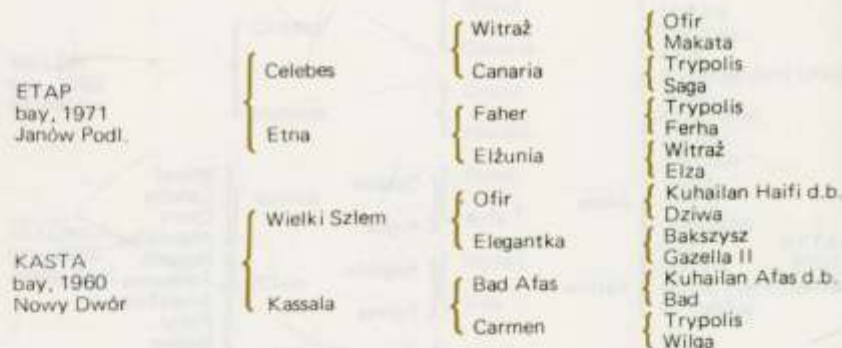 ETAP
bay, 1971
Janów Podl.
Celebes
Etna
Witraż
Canaria
Faher
Elżunia
Ofir
Makata
Trypolis
Saga
Trypolis
Ferha
Witraż
Elza
KASTA
bay, 1960
Nowy Dwór
Wielki Szlem
Kassala
Ofir
Elegantka
Bad Afas
Carmen
Kuhailan Haifi d.b.
Dziwa
Bakszysz
Gazella II
Kuhailan Afas d.b.
Bad
Trypolis
Wilga